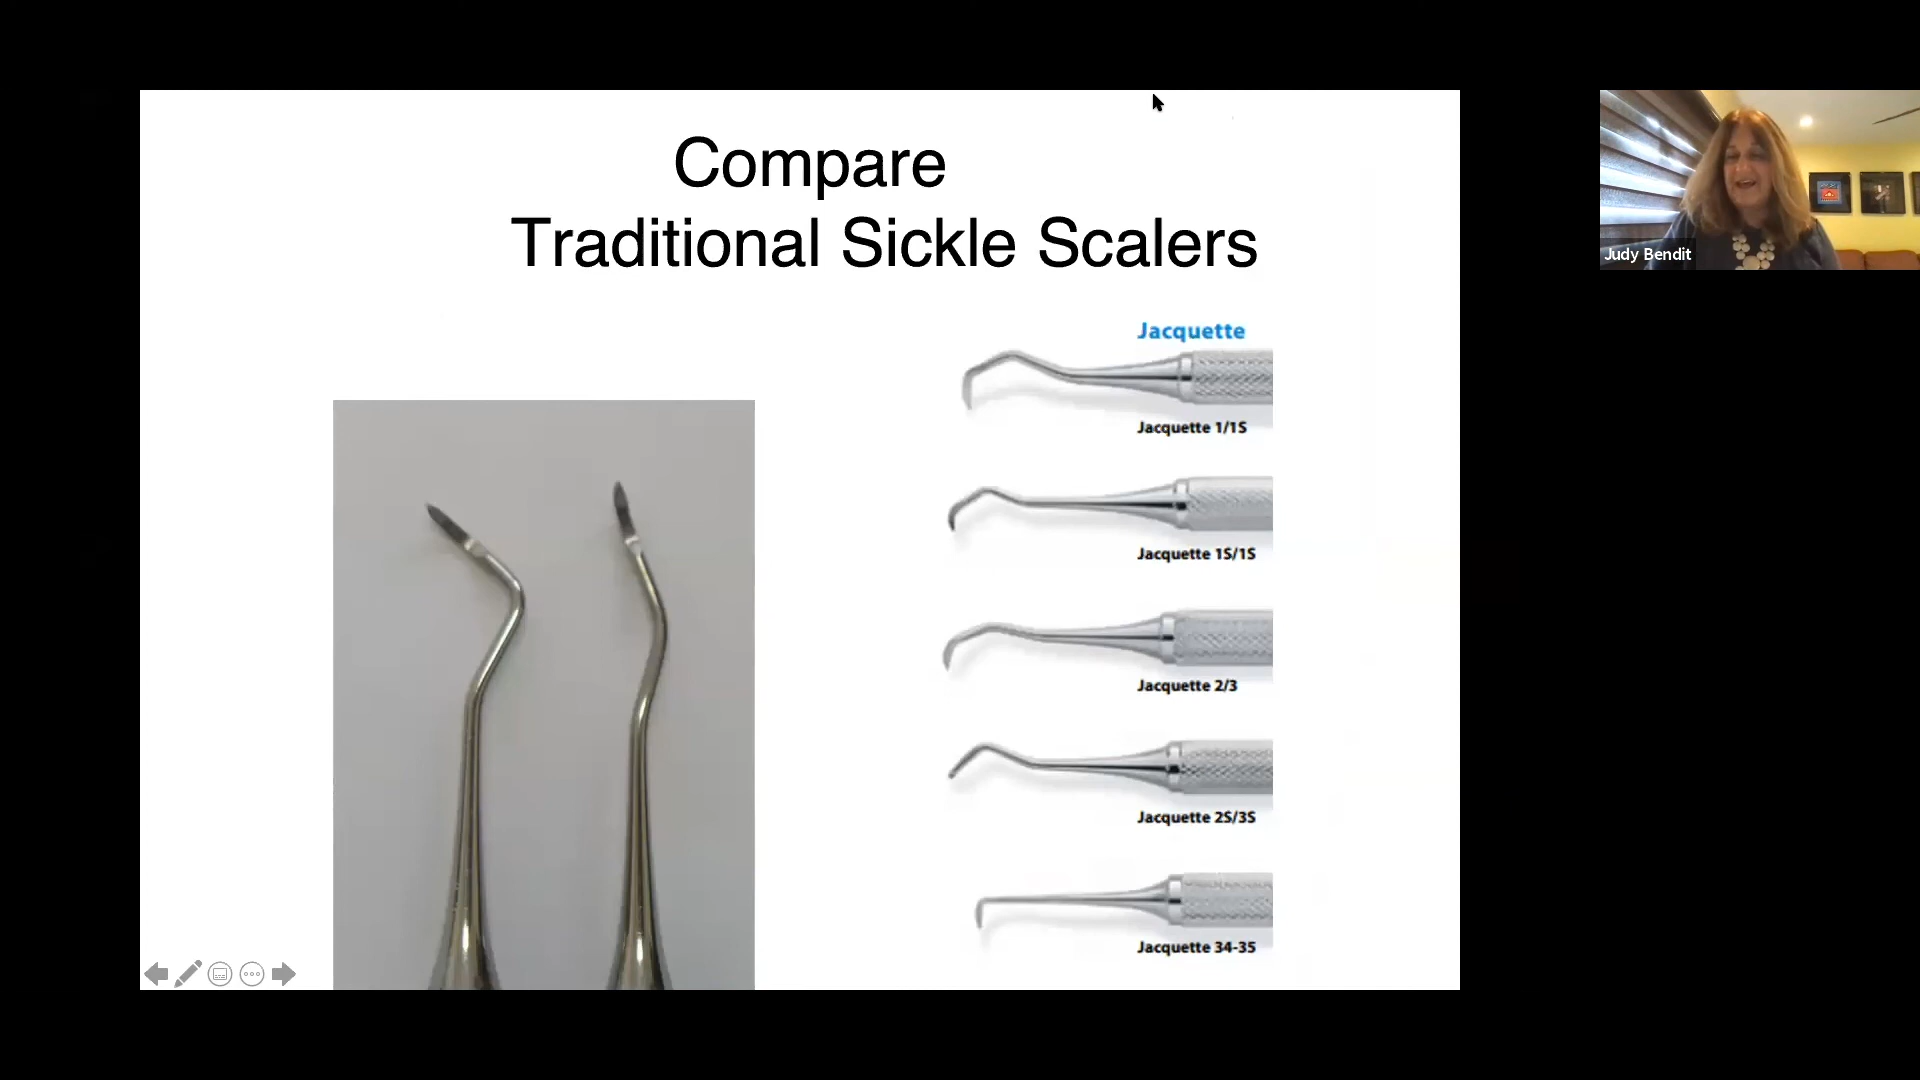 Compare
Traditional Sickle Scalers
Jacquette
Jacquette 1/1S
Jacquette 1S/1S
Jacquette 2/3
Jacquette 2S/3S
Jacquette 34-35
Judy Bendit